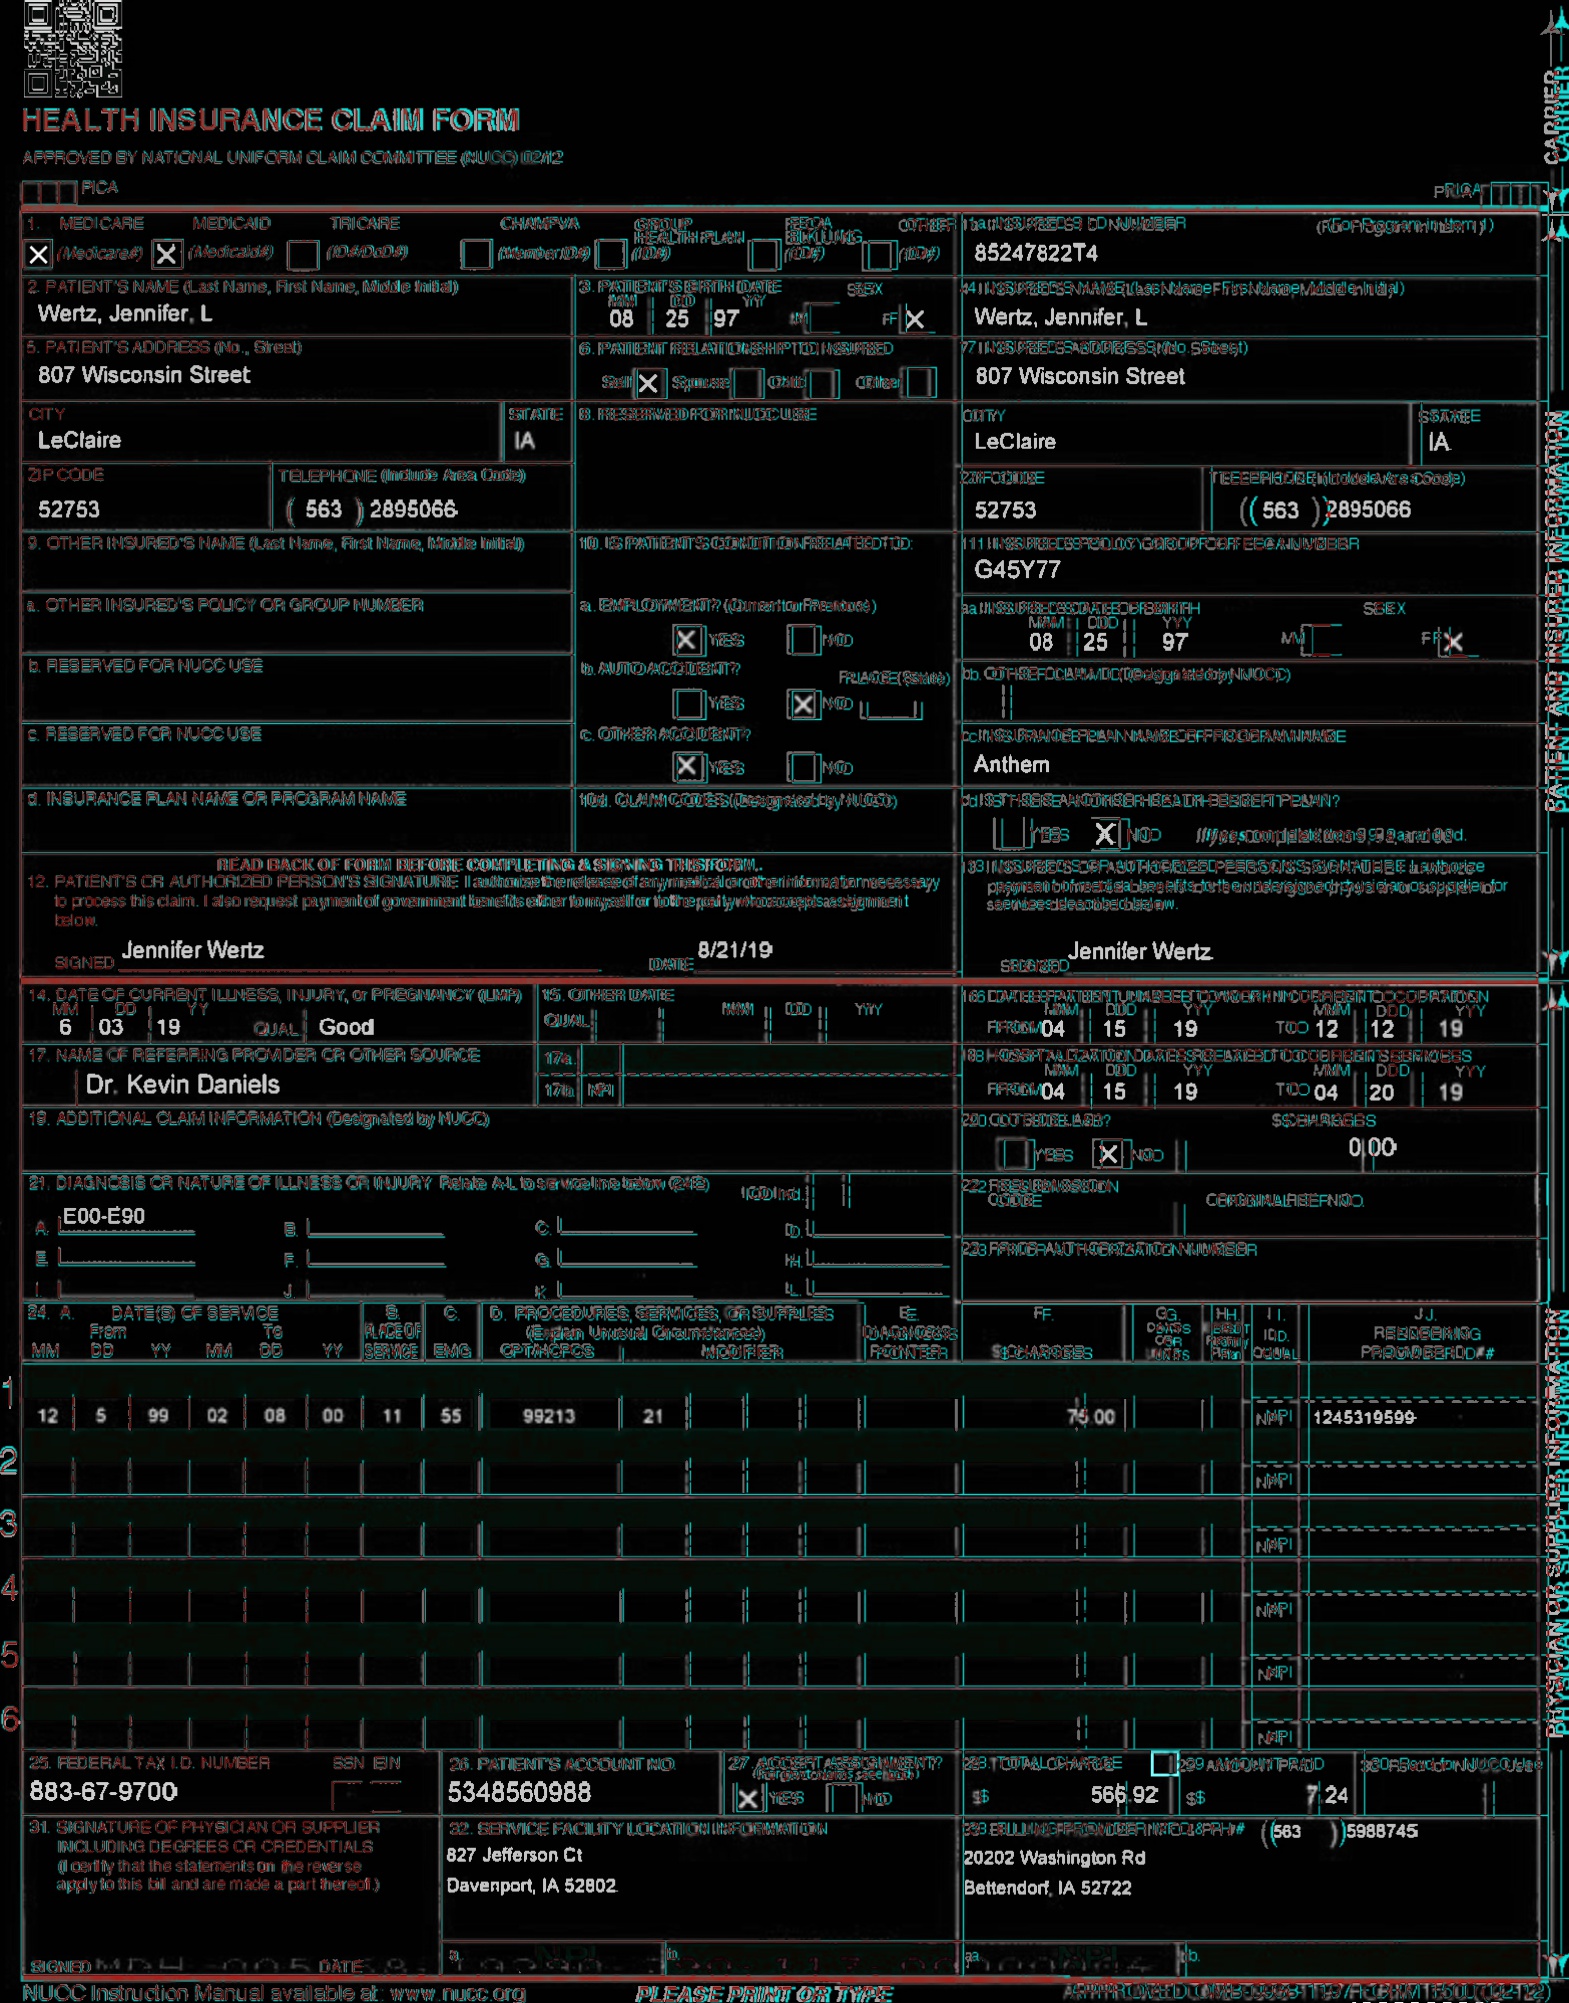 HEALTH INSURANCE CLAIM FORM
APPROVED BY NATIONAL UNIFORM CLAIM COMMITTEE (NUCC) 02/12
PICA
PICA
CARRIER
1. MEDICARE MEDICAID TRICARE CHAMPVA GROUP HEALTH PLAN FECA BLK LUNG OTHER
(Medicare#) (Medicaid#) (ID#/DoD#) (Member ID#) (ID#) (ID#) (ID#)
1a. INSURED'S I.D. NUMBER (For Program in Item 1)
85247822T4
2. PATIENT'S NAME (Last Name, First Name, Middle Initial)
Wertz, Jennifer, L
3. PATIENT'S BIRTH DATE SEX
MM DD YY
08 25 97 M F X
4. INSURED'S NAME (Last Name, First Name, Middle Initial)
Wertz, Jennifer, L
5. PATIENT'S ADDRESS (No., Street)
807 Wisconsin Street
6. PATIENT RELATIONSHIP TO INSURED
Self X Spouse Child Other
7. INSURED'S ADDRESS (No., Street)
807 Wisconsin Street
CITY STATE
LeClaire IA
8. RESERVED FOR NUCC USE
CITY STATE
LeClaire IA
ZIP CODE TELEPHONE (Include Area Code)
52753 ( 563 ) 2895066
ZIP CODE TELEPHONE (Include Area Code)
52753 ( 563 ) 2895066
9. OTHER INSURED'S NAME (Last Name, First Name, Middle Initial)
10. IS PATIENT'S CONDITION RELATED TO:
11. INSURED'S POLICY GROUP OR FECA NUMBER
G45Y77
a. OTHER INSURED'S POLICY OR GROUP NUMBER
a. EMPLOYMENT? (Current or Previous)
X YES NO
a. INSURED'S DATE OF BIRTH SEX
MM DD YY
08 25 97 M F X
b. RESERVED FOR NUCC USE
b. AUTO ACCIDENT? PLACE (State)
YES X NO
b. OTHER CLAIM ID (Designated by NUCC)
c. RESERVED FOR NUCC USE
c. OTHER ACCIDENT?
X YES NO
c. INSURANCE PLAN NAME OR PROGRAM NAME
Anthem
d. INSURANCE PLAN NAME OR PROGRAM NAME
10d. CLAIM CODES (Designated by NUCC)
d. IS THERE ANOTHER HEALTH BENEFIT PLAN?
YES X NO If yes, complete items 9, 9a, and 9d.
READ BACK OF FORM BEFORE COMPLETING & SIGNING THIS FORM.
12. PATIENT'S OR AUTHORIZED PERSON'S SIGNATURE I authorize the release of any medical or other information necessary
to process this claim. I also request payment of government benefits either to myself or to the party who accepts assignment
below.
SIGNED Jennifer Wertz DATE 8/21/19
13. INSURED'S OR AUTHORIZED PERSON'S SIGNATURE I authorize
payment of medical benefits to the undersigned physician or supplier for
services described below.
SIGNED Jennifer Wertz
PATIENT AND INSURED INFORMATION
14. DATE OF CURRENT ILLNESS, INJURY, or PREGNANCY (LMP)
MM DD YY
6 03 19 QUAL. Good
15. OTHER DATE
QUAL. MM DD YY
16. DATES PATIENT UNABLE TO WORK IN CURRENT OCCUPATION
MM DD YY MM DD YY
FROM 04 15 19 TO 12 12 19
17. NAME OF REFERRING PROVIDER OR OTHER SOURCE
Dr. Kevin Daniels
17a.
17b. NPI
18. HOSPITALIZATION DATES RELATED TO CURRENT SERVICES
MM DD YY MM DD YY
FROM 04 15 19 TO 04 20 19
19. ADDITIONAL CLAIM INFORMATION (Designated by NUCC)
20. OUTSIDE LAB? $ CHARGES
YES X NO 0 00
21. DIAGNOSIS OR NATURE OF ILLNESS OR INJURY Relate A-L to service line below (24E) ICD Ind.
A. E00-E90 B. C. D.
E. F. G. H.
I. J. K. L.
22. RESUBMISSION CODE ORIGINAL REF. NO.
23. PRIOR AUTHORIZATION NUMBER
24. A. DATE(S) OF SERVICE B. C. D. PROCEDURES, SERVICES, OR SUPPLIES E. F. G. H. I. J.
From To PLACE OF (Explain Unusual Circumstances) DIAGNOSIS DAYS OR ID. RENDERING
MM DD YY MM DD YY SERVICE EMG CPT/HCPCS MODIFIER POINTER $ CHARGES UNITS QUAL. PROVIDER ID. #
1
12 5 99 02 08 00 11 55 99213 21 75 00 NPI 1245319599
2 NPI
3 NPI
4 NPI
5 NPI
6 NPI
PHYSICIAN OR SUPPLIER INFORMATION
25. FEDERAL TAX I.D. NUMBER SSN EIN
883-67-9700
26. PATIENT'S ACCOUNT NO.
5348560988
27. ACCEPT ASSIGNMENT?
(For govt. claims, see back)
X YES NO
28. TOTAL CHARGE
$ 566 92
29. AMOUNT PAID
$ 7 24
30. Rsvd for NUCC Use
31. SIGNATURE OF PHYSICIAN OR SUPPLIER
INCLUDING DEGREES OR CREDENTIALS
(I certify that the statements on the reverse
apply to this bill and are made a part thereof.)
SIGNED DATE
32. SERVICE FACILITY LOCATION INFORMATION
827 Jefferson Ct
Davenport, IA 52802
a. b.
33. BILLING PROVIDER INFO & PH # ( 563 ) 5988745
20202 Washington Rd
Bettendorf, IA 52722
a. b.
NUCC Instruction Manual available at: www.nucc.org
PLEASE PRINT OR TYPE